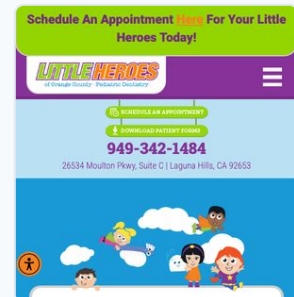 Schedule An Appointment Here For Your Little
Heroes Today!
LITTLE HEROES
of Orange County Pediatric Dentistry
SCHEDULE AN APPOINTMENT
DOWNLOAD PATIENT FORMS
949-342-1484
26534 Moulton Pkwy, Suite C | Laguna Hills, CA 92653